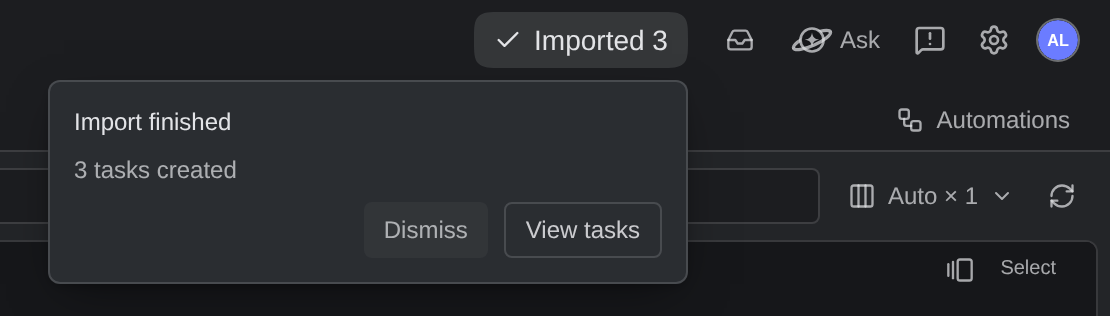 Imported 3
Ask
AL
Import finished
Automations
3 tasks created
Auto × 1
Dismiss
View tasks
Select